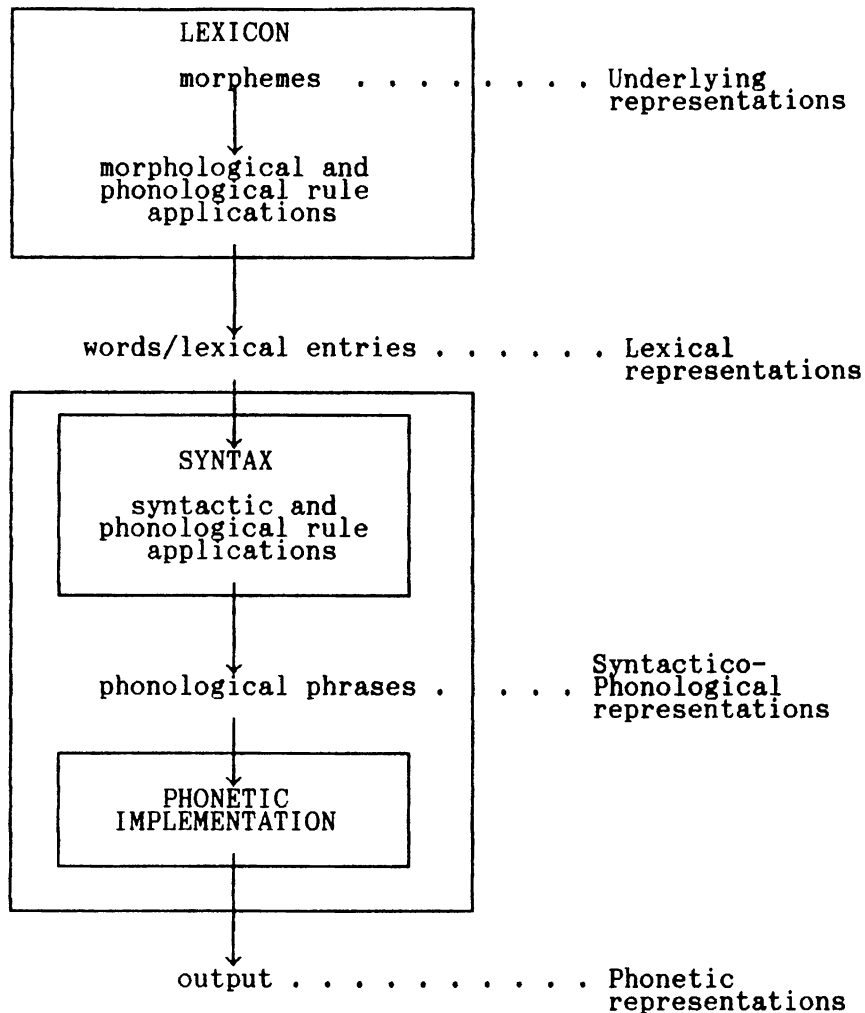 LEXICON
morphemes . . . . . . . . Underlying
representations
morphological and
phonological rule
applications
words/lexical entries . . . . . . Lexical
representations
SYNTAX
syntactic and
phonological rule
applications
Syntactico-
phonological phrases . . . . . Phonological
representations
PHONETIC
IMPLEMENTATION
output . . . . . . . . . . Phonetic
representations